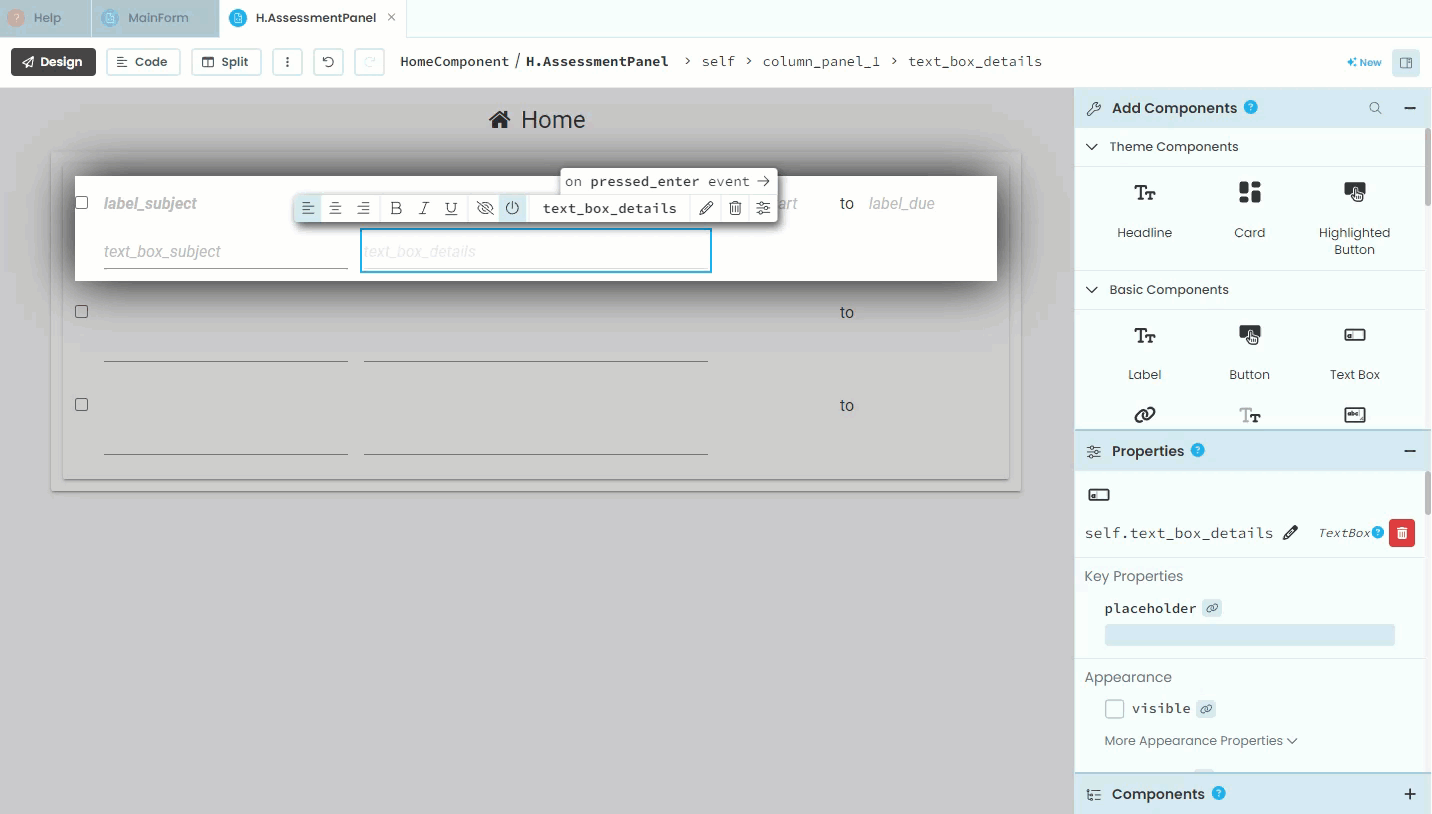 Help
MainForm
H.AssessmentPanel
Design
Code
Split
HomeComponent / H.AssessmentPanel > self > column_panel_1 > text_box_details
New
Home
on pressed_enter event →
label_subject
text_box_details
to
label_due
text_box_subject
text_box_details
to
to
Add Components ?
Theme Components
Headline
Card
Highlighted
Button
Basic Components
Label
Button
Text Box
Properties ?
self.text_box_details
TextBox ?
Key Properties
placeholder
Appearance
visible
More Appearance Properties
Components ?